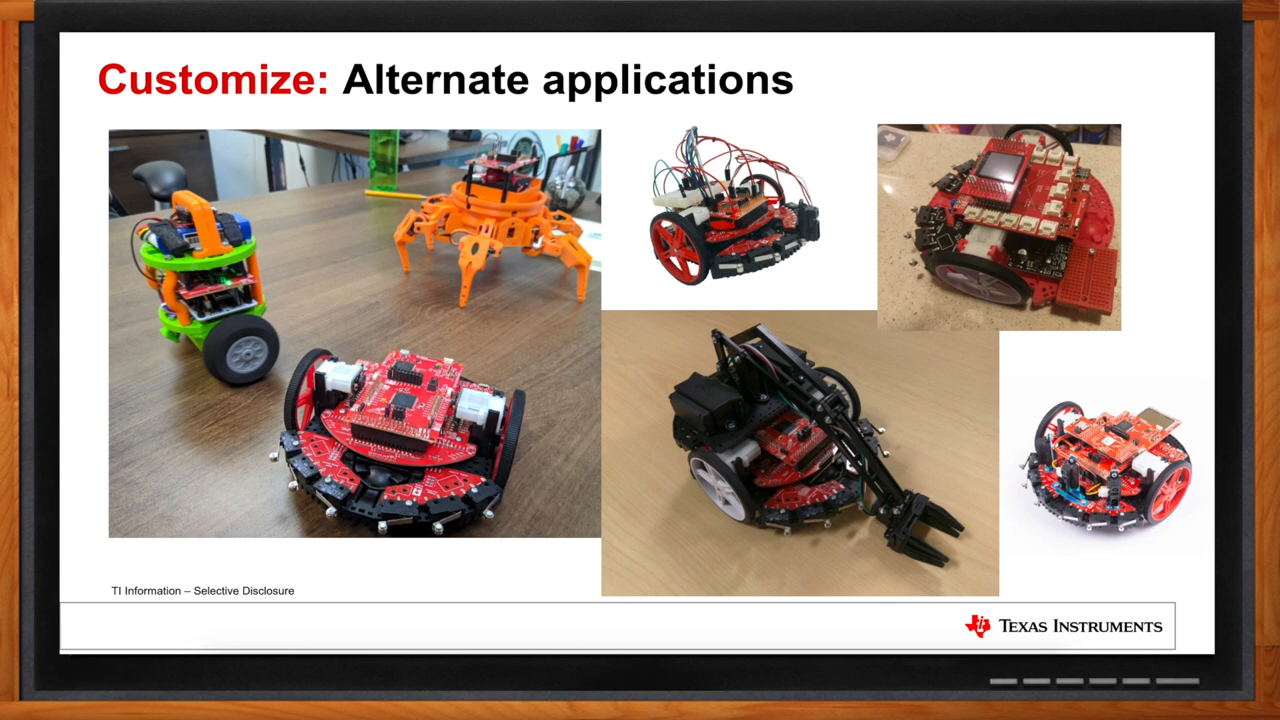 Customize: Alternate applications
TI Information – Selective Disclosure
TEXAS INSTRUMENTS